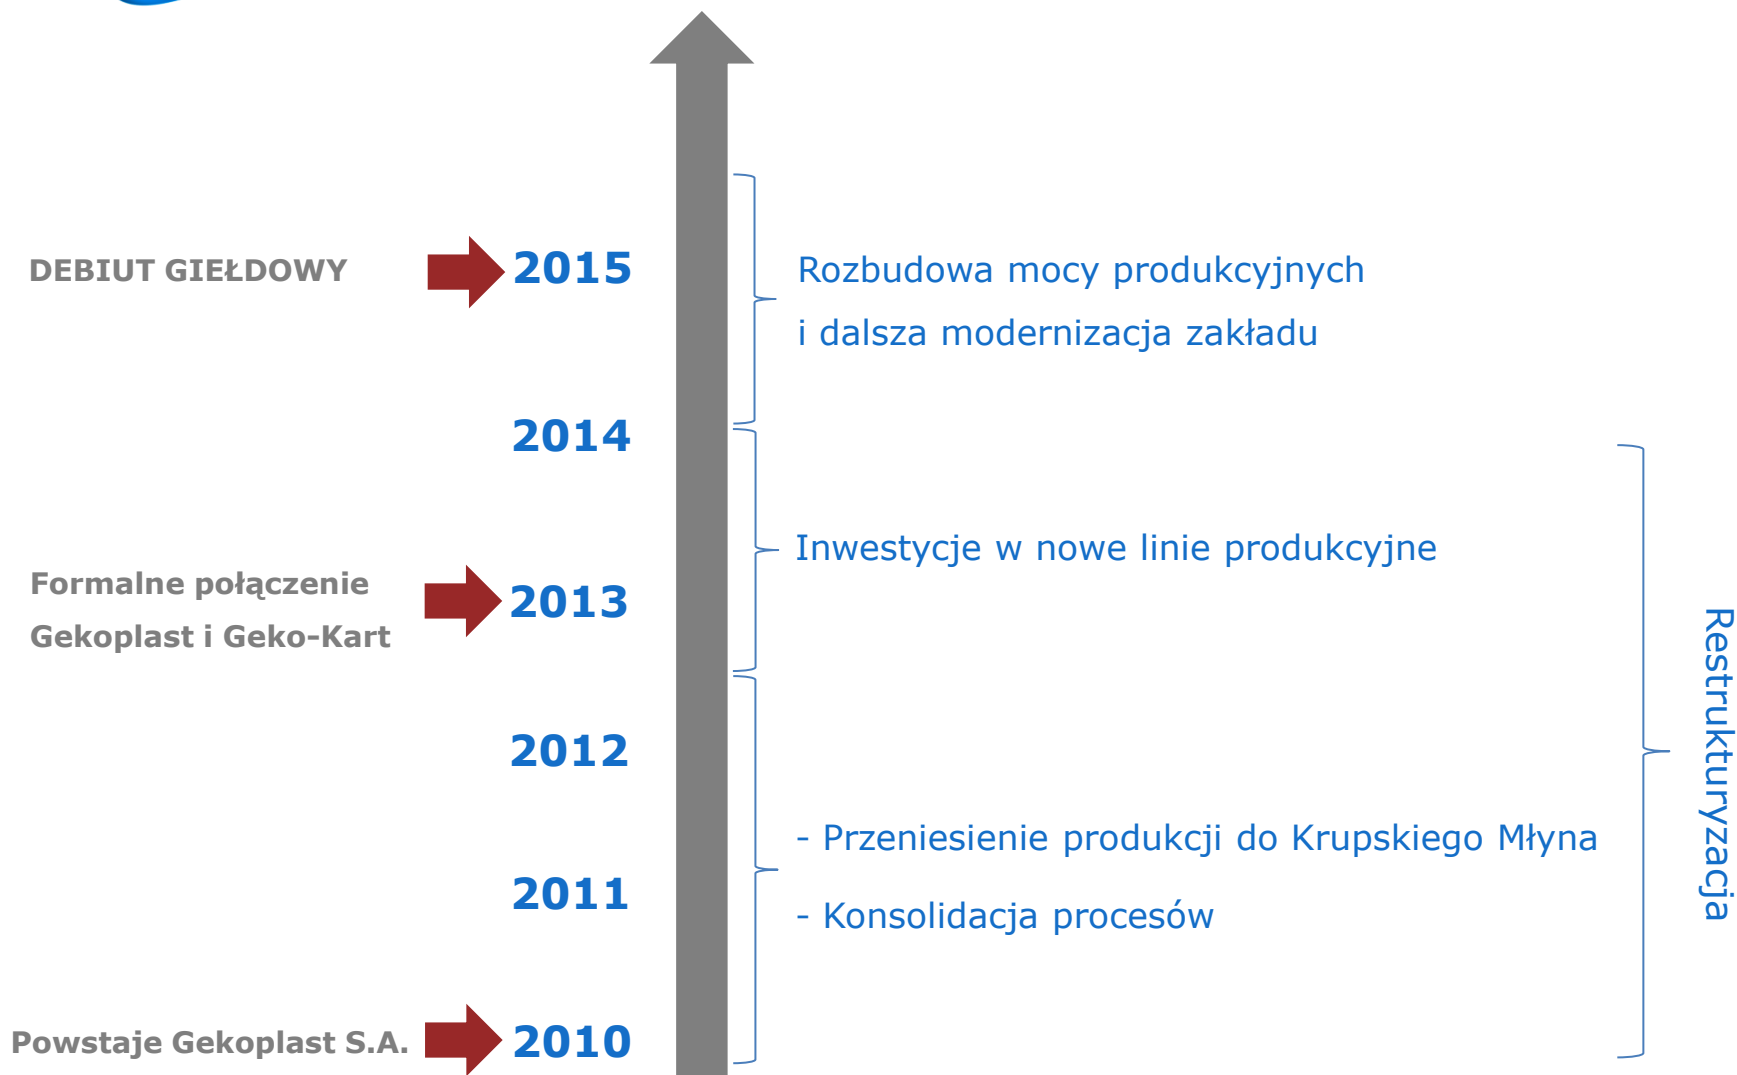 DEBIUT GIEŁDOWY
2015
Rozbudowa mocy produkcyjnych
i dalsza modernizacja zakładu
2014
Inwestycje w nowe linie produkcyjne
Formalne połączenie
Gekoplast i Geko-Kart
2013
Restrukturyzacja
2012
- Przeniesienie produkcji do Krupskiego Młyna
2011
- Konsolidacja procesów
Powstaje Gekoplast S.A.
2010